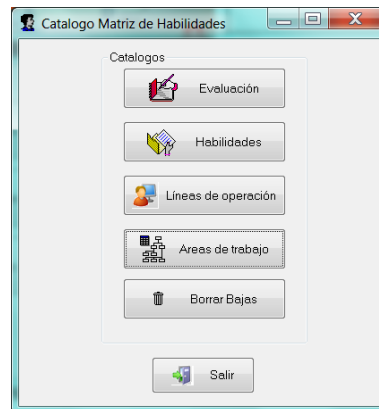 Catalogo Matriz de Habilidades
Catalogos
Evaluación
Habilidades
Líneas de operación
Areas de trabajo
Borrar Bajas
Salir